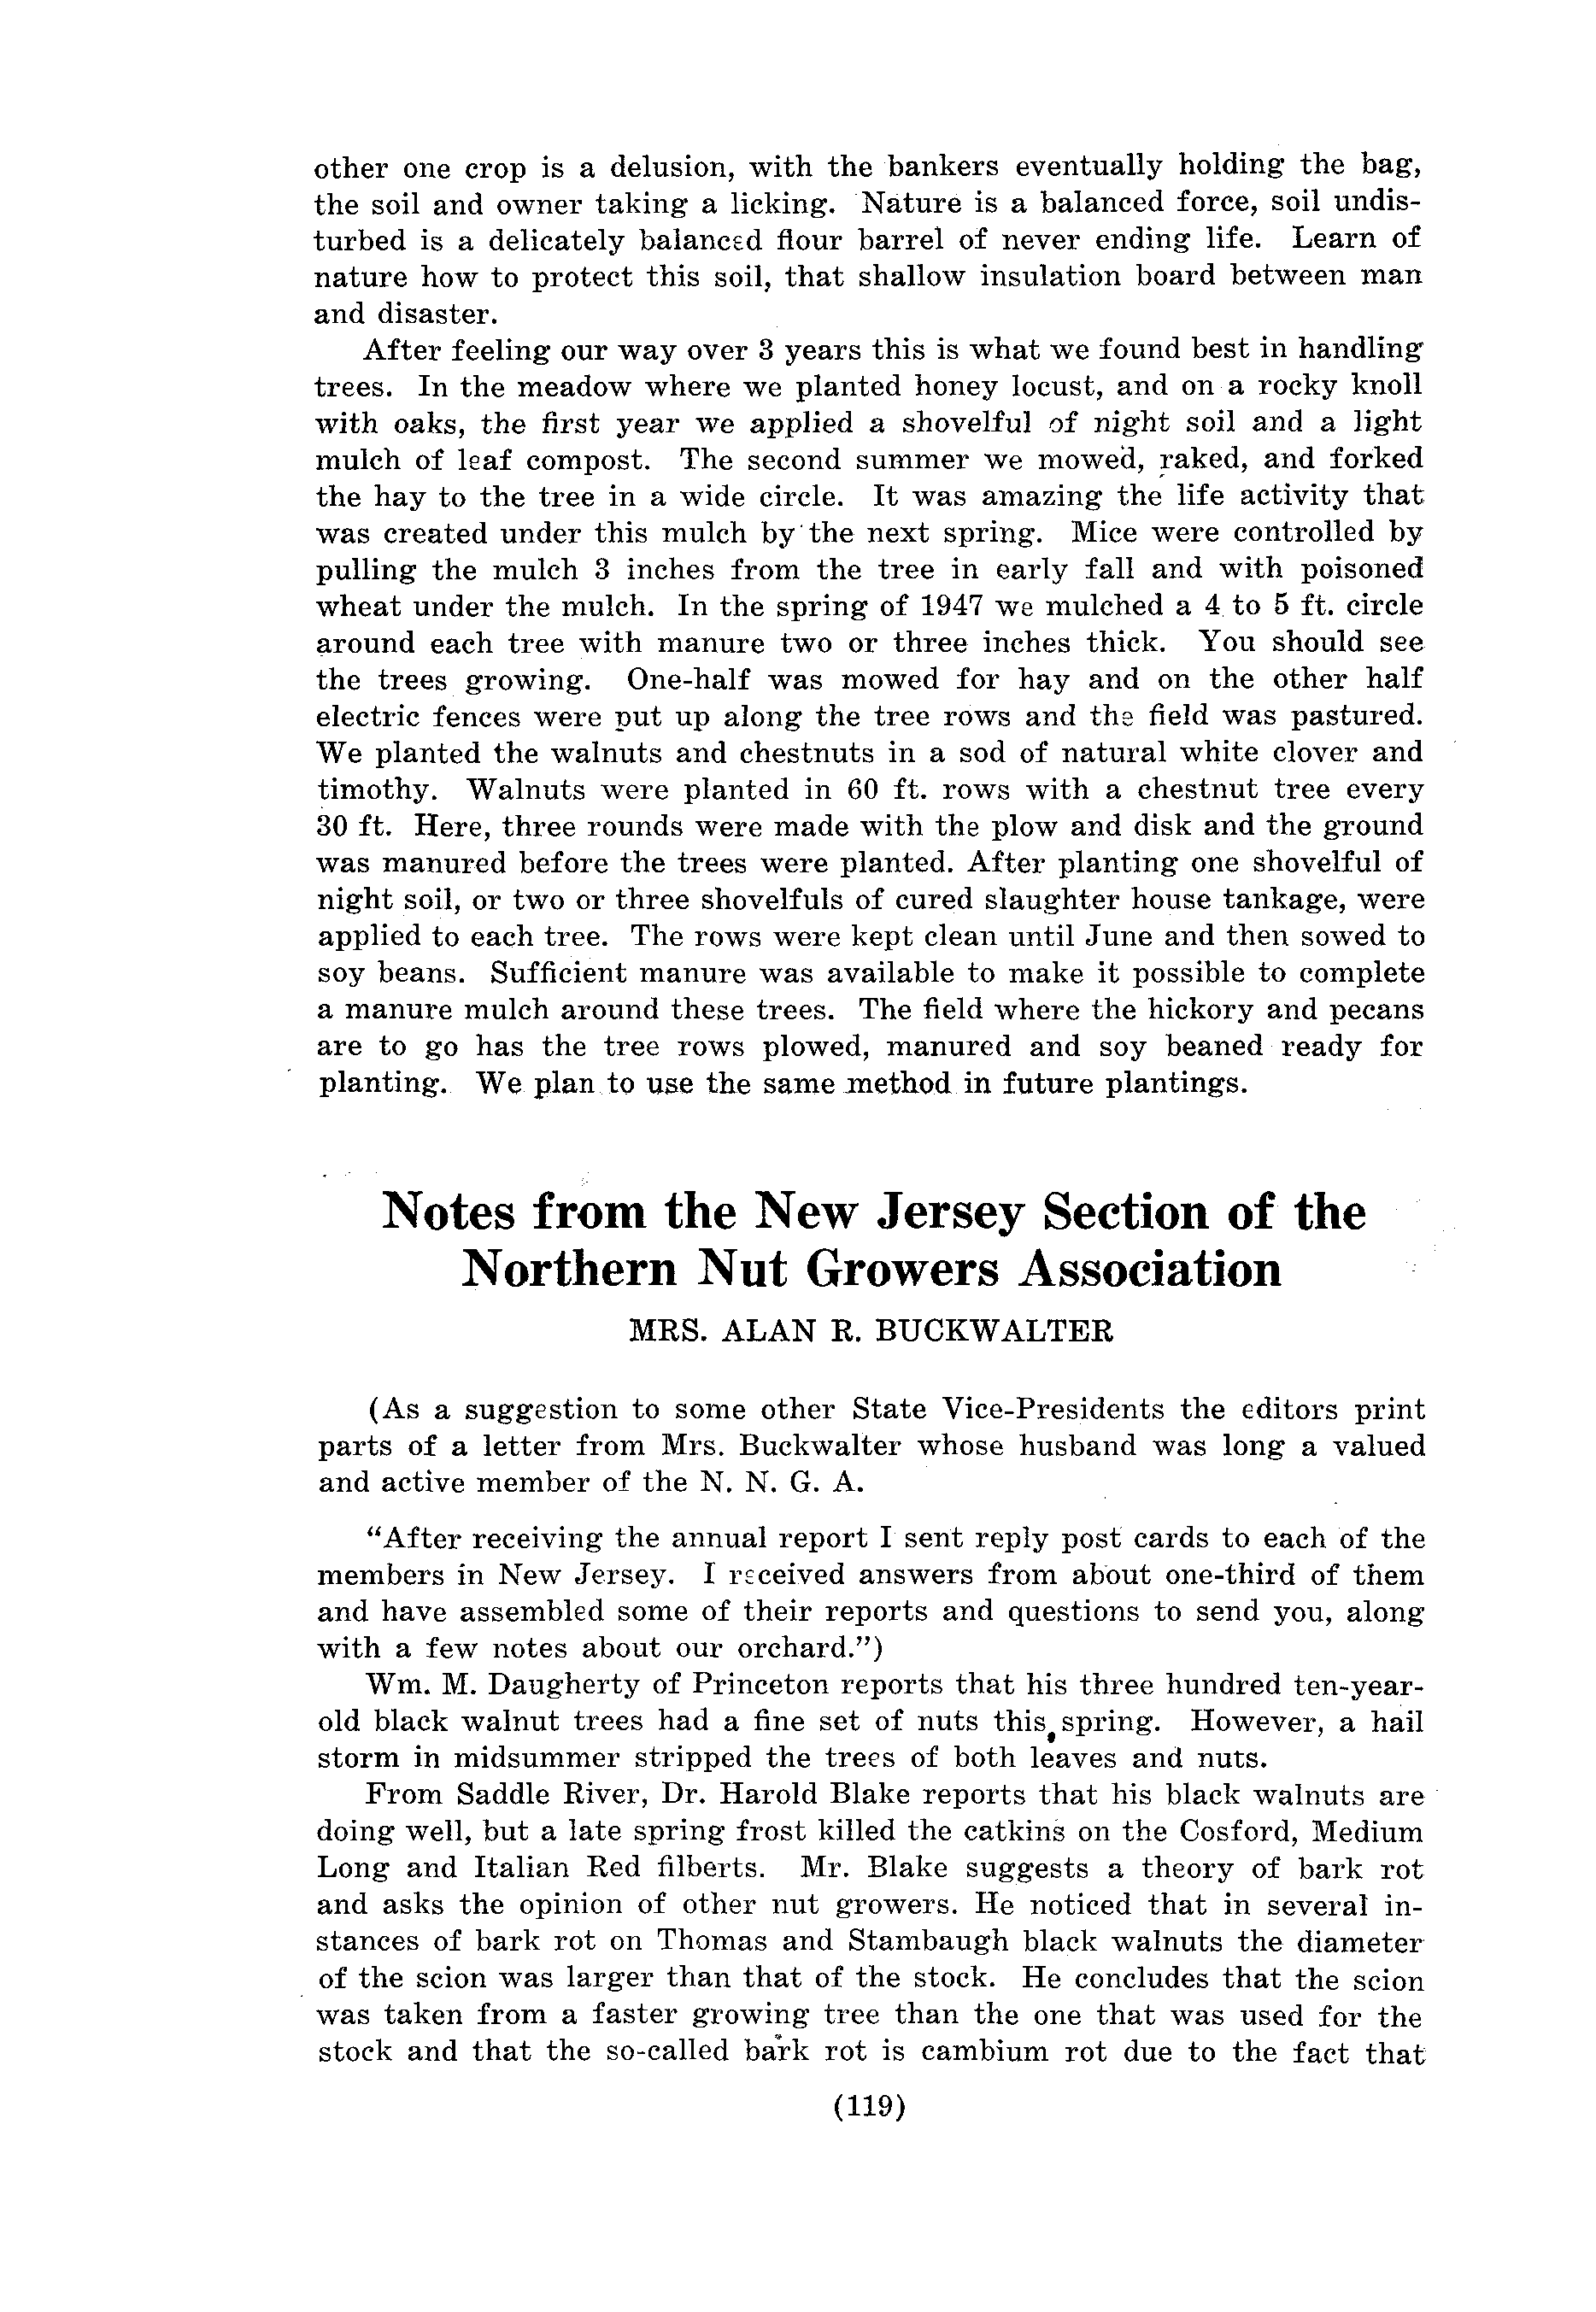 other one crop is a delusion, with the bankers eventually holding the bag,
the soil and owner taking a licking. Nature is a balanced force, soil undis-
turbed is a delicately balanced flour barrel of never ending life. Learn of
nature how to protect this soil, that shallow insulation board between man
and disaster.
After feeling our way over 3 years this is what we found best in handling
trees. In the meadow where we planted honey locust, and on a rocky knoll
with oaks, the first year we applied a shovelful of night soil and a light
mulch of leaf compost. The second summer we mowed, raked, and forked
the hay to the tree in a wide circle. It was amazing the life activity that
was created under this mulch by the next spring. Mice were controlled by
pulling the mulch 3 inches from the tree in early fall and with poisoned
wheat under the mulch. In the spring of 1947 we mulched a 4 to 5 ft. circle
around each tree with manure two or three inches thick. You should see
the trees growing. One-half was mowed for hay and on the other half
electric fences were put up along the tree rows and the field was pastured.
We planted the walnuts and chestnuts in a sod of natural white clover and
timothy. Walnuts were planted in 60 ft. rows with a chestnut tree every
30 ft. Here, three rounds were made with the plow and disk and the ground
was manured before the trees were planted. After planting one shovelful of
night soil, or two or three shovelfuls of cured slaughter house tankage, were
applied to each tree. The rows were kept clean until June and then sowed to
soy beans. Sufficient manure was available to make it possible to complete
a manure mulch around these trees. The field where the hickory and pecans
are to go has the tree rows plowed, manured and soy beaned ready for
planting. We plan to use the same method in future plantings.
Notes from the New Jersey Section of the
Northern Nut Growers Association
MRS. ALAN R. BUCKWALTER
(As a suggestion to some other State Vice-Presidents the editors print
parts of a letter from Mrs. Buckwalter whose husband was long a valued
and active member of the N. N. G. A.
"After receiving the annual report I sent reply post cards to each of the
members in New Jersey. I received answers from about one-third of them
and have assembled some of their reports and questions to send you, along
with a few notes about our orchard.")
Wm. M. Daugherty of Princeton reports that his three hundred ten-year-
old black walnut trees had a fine set of nuts this spring. However, a hail
storm in midsummer stripped the trees of both leaves and nuts.
From Saddle River, Dr. Harold Blake reports that his black walnuts are
doing well, but a late spring frost killed the catkins on the Cosford, Medium
Long and Italian Red filberts. Mr. Blake suggests a theory of bark rot
and asks the opinion of other nut growers. He noticed that in several in-
stances of bark rot on Thomas and Stambaugh black walnuts the diameter
of the scion was larger than that of the stock. He concludes that the scion
was taken from a faster growing tree than the one that was used for the
stock and that the so-called bark rot is cambium rot due to the fact that
(119)